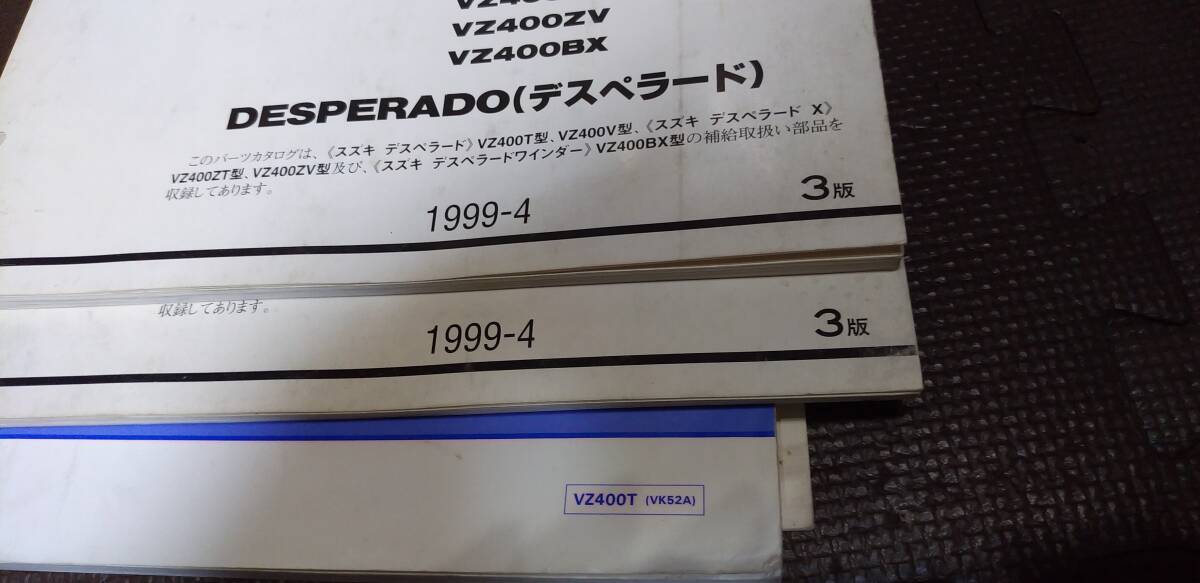 VZ400ZV
VZ400BX
DESPERADO(デスペラード)
このパーツカタログは、《スズキ デスペラード》VZ400T型、VZ400V型、《スズキ デスペラード X》
VZ400ZT型、VZ400ZV型及び、《スズキ デスペラードワインダー》VZ400BX型の補給取扱い部品を
収録してあります。
1999-4
3版
収録してあります。
1999-4
3版
VZ400T (VK52A)